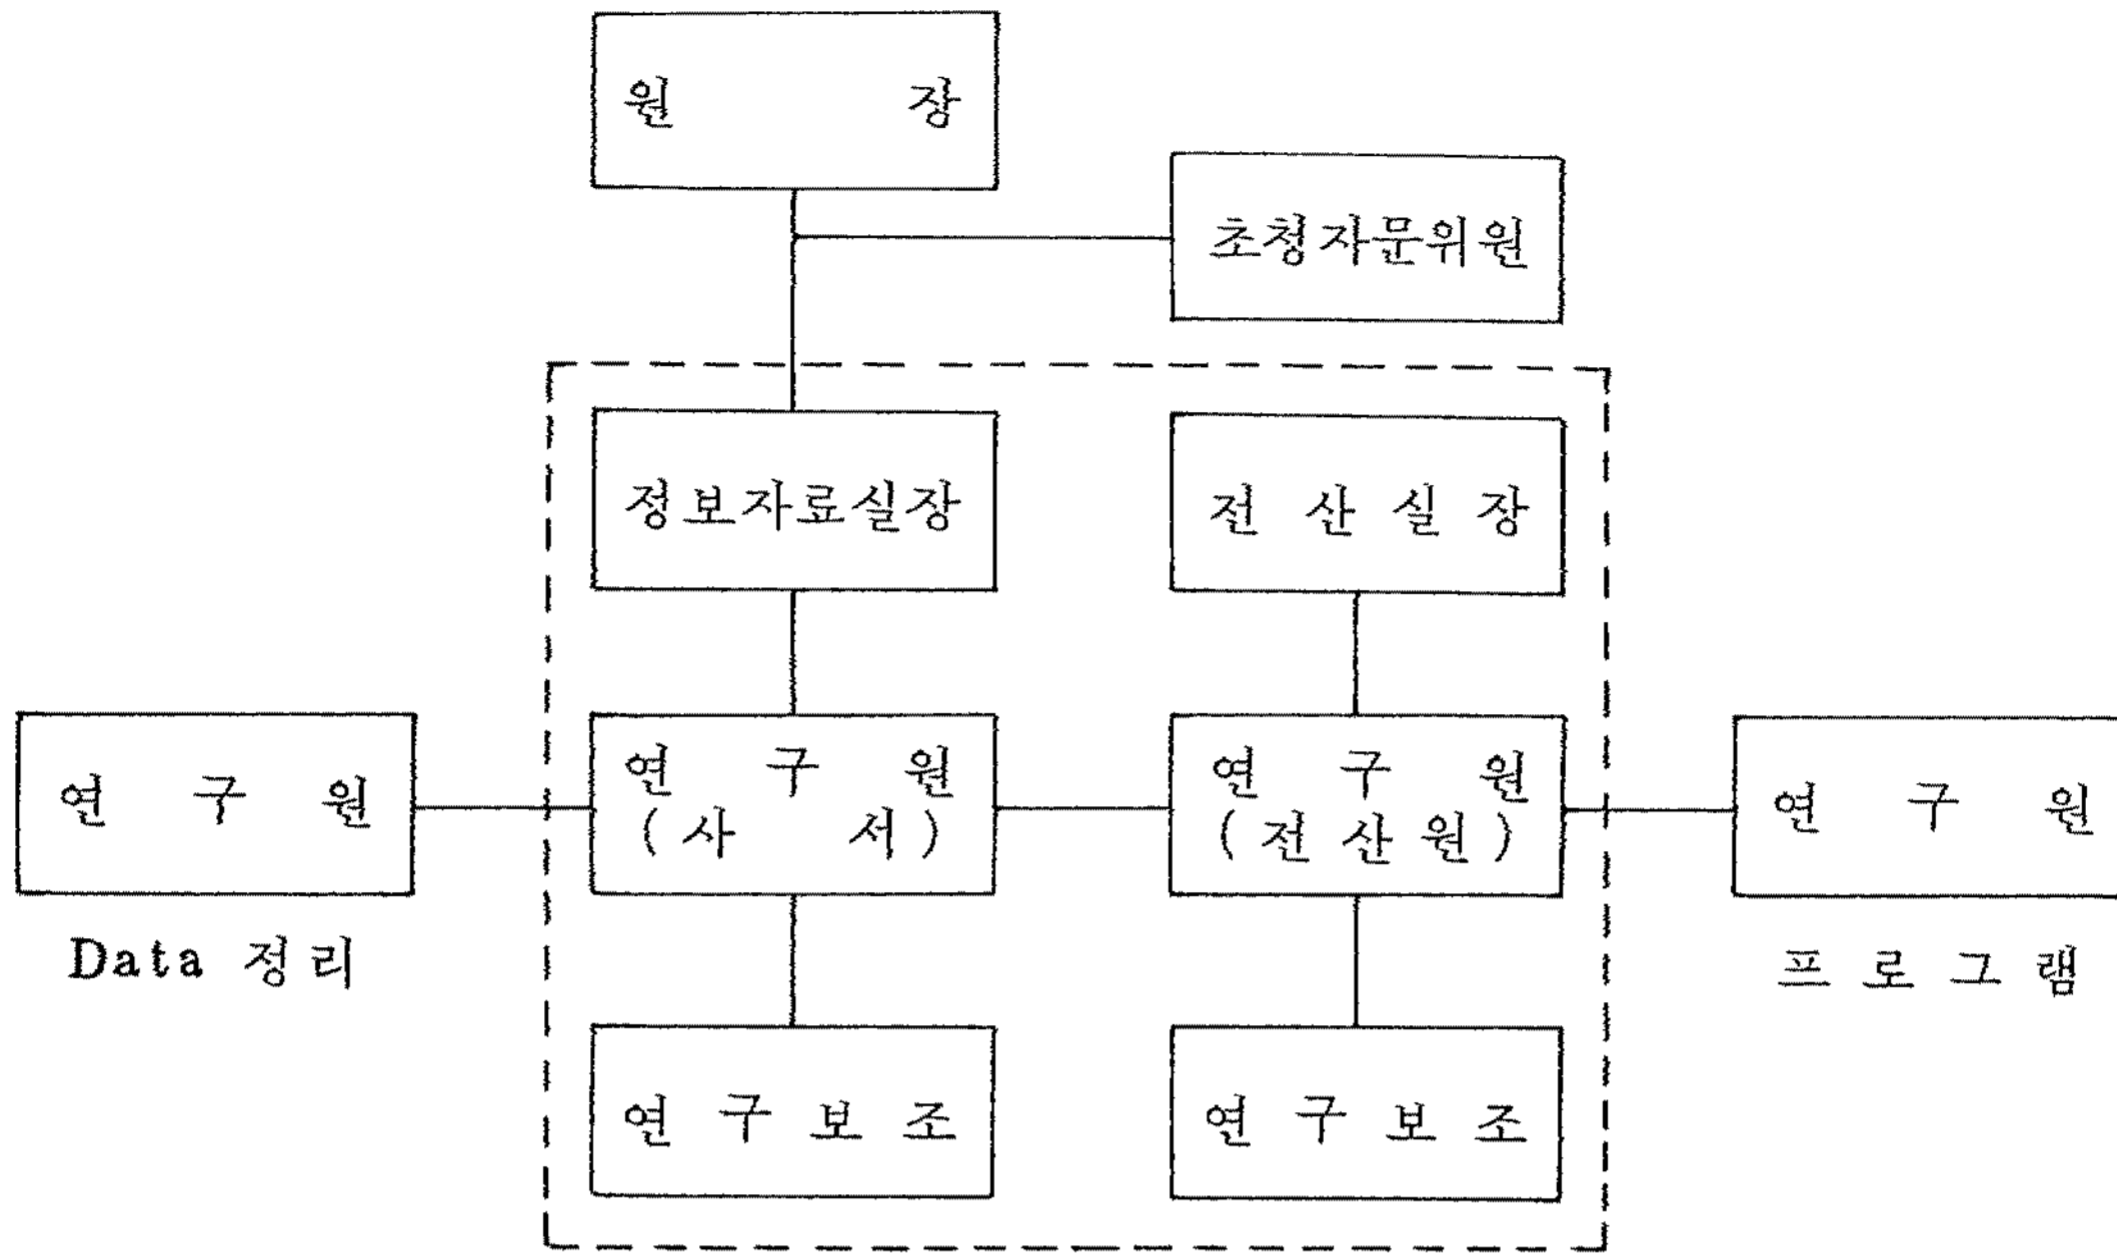 원 장
초청자문위원
정보자료실장
전 산 실 장
연 구 원
연 구 원
(사 서)
연 구 원
(전 산 원)
연 구 원
Data 정리
프 로 그 램
연 구 보 조
연 구 보 조